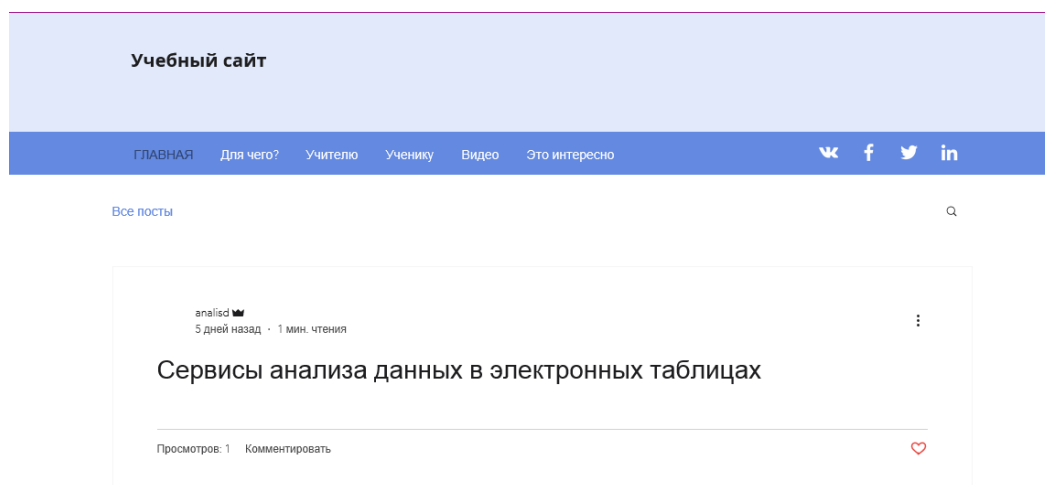 Учебный сайт
ГЛАВНАЯ Для чего? Учителю Ученику Видео Это интересно
Все посты
analisd
5 дней назад · 1 мин. чтения
Сервисы анализа данных в электронных таблицах
Просмотров: 1 Комментировать